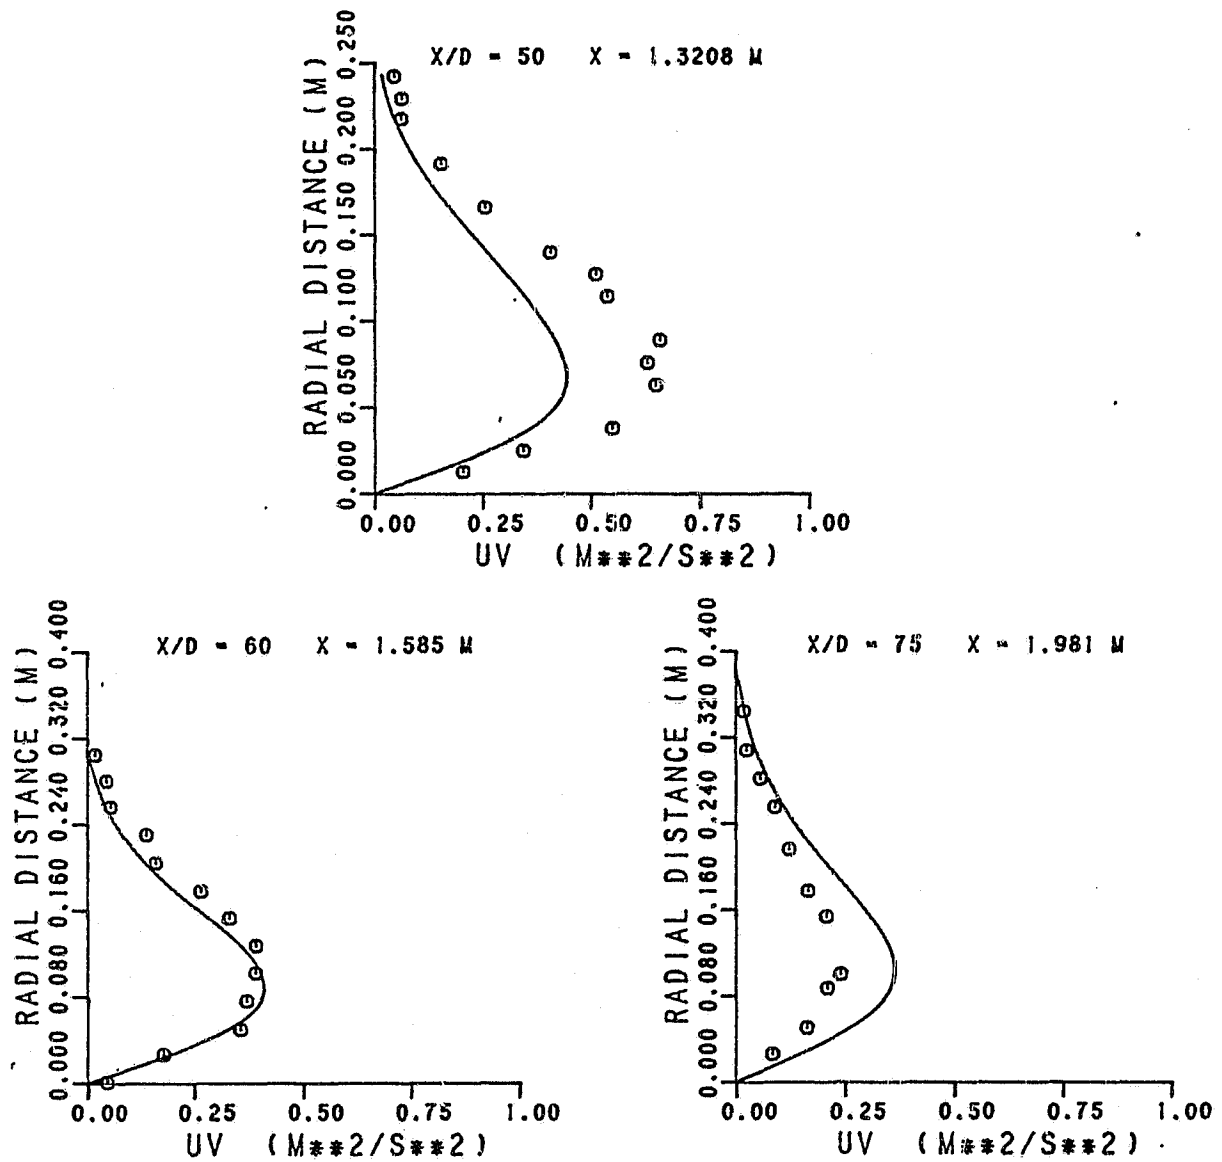 X/D = 50 X = 1.3208 M
RADIAL DISTANCE (M)
0.250
0.200
0.150
0.100
0.050
0.000
0.00 0.25 0.50 0.75 1.00
UV (M**2/S**2)
X/D = 60 X = 1.585 M
RADIAL DISTANCE (M)
0.400
0.320
0.240
0.160
0.080
0.000
0.00 0.25 0.50 0.75 1.00
UV (M**2/S**2)
X/D = 75 X = 1.981 M
RADIAL DISTANCE (M)
0.400
0.320
0.240
0.160
0.080
0.000
0.00 0.25 0.50 0.75 1.00
UV (M**2/S**2)